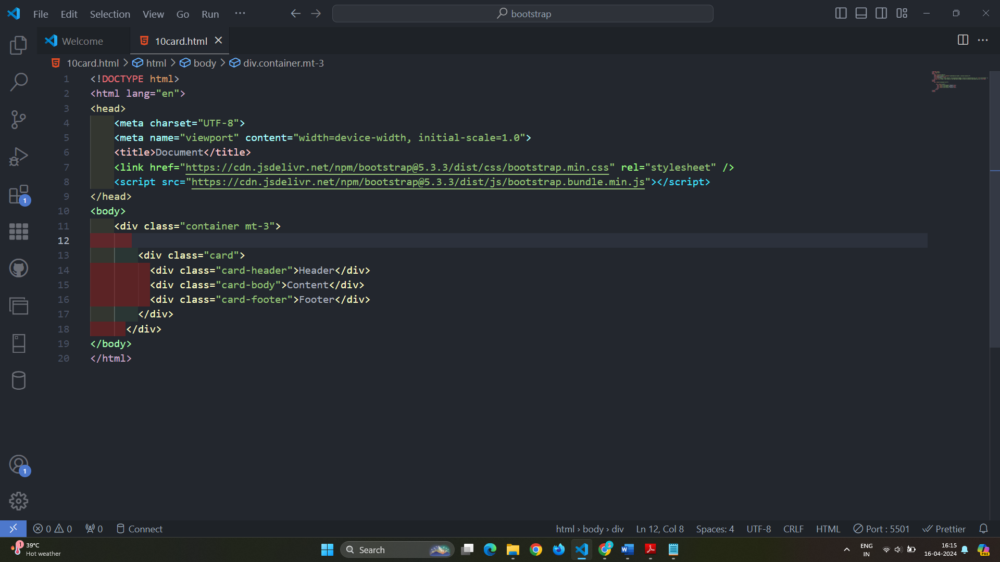 File Edit Selection View Go Run ··· bootstrap
Welcome 10card.html
10card.html > html > body > div.container.mt-3
1 <!DOCTYPE html>
2 <html lang="en">
3 <head>
4 <meta charset="UTF-8">
5 <meta name="viewport" content="width=device-width, initial-scale=1.0">
6 <title>Document</title>
7 <link href="https://cdn.jsdelivr.net/npm/bootstrap@5.3.3/dist/css/bootstrap.min.css" rel="stylesheet" />
8 <script src="https://cdn.jsdelivr.net/npm/bootstrap@5.3.3/dist/js/bootstrap.bundle.min.js"></script>
9 </head>
10 <body>
11 <div class="container mt-3">
12
13 <div class="card">
14 <div class="card-header">Header</div>
15 <div class="card-body">Content</div>
16 <div class="card-footer">Footer</div>
17 </div>
18 </div>
19 </body>
20 </html>
1
1
0 0 0 Connect html › body › div Ln 12, Col 8 Spaces: 4 UTF-8 CRLF HTML Port : 5501 Prettier
1 39°C
Hot weather
Search
3
ENG
IN
16:15
16-04-2024
PRE